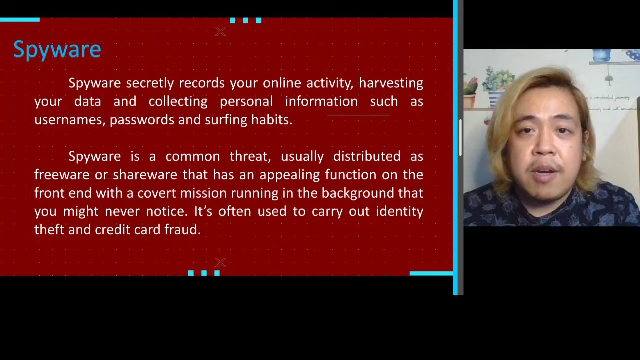 Spyware
Spyware secretly records your online activity, harvesting
your data and collecting personal information such as
usernames, passwords and surfing habits.
Spyware is a common threat, usually distributed as
freeware or shareware that has an appealing function on the
front end with a covert mission running in the background that
you might never notice. It's often used to carry out identity
theft and credit card fraud.